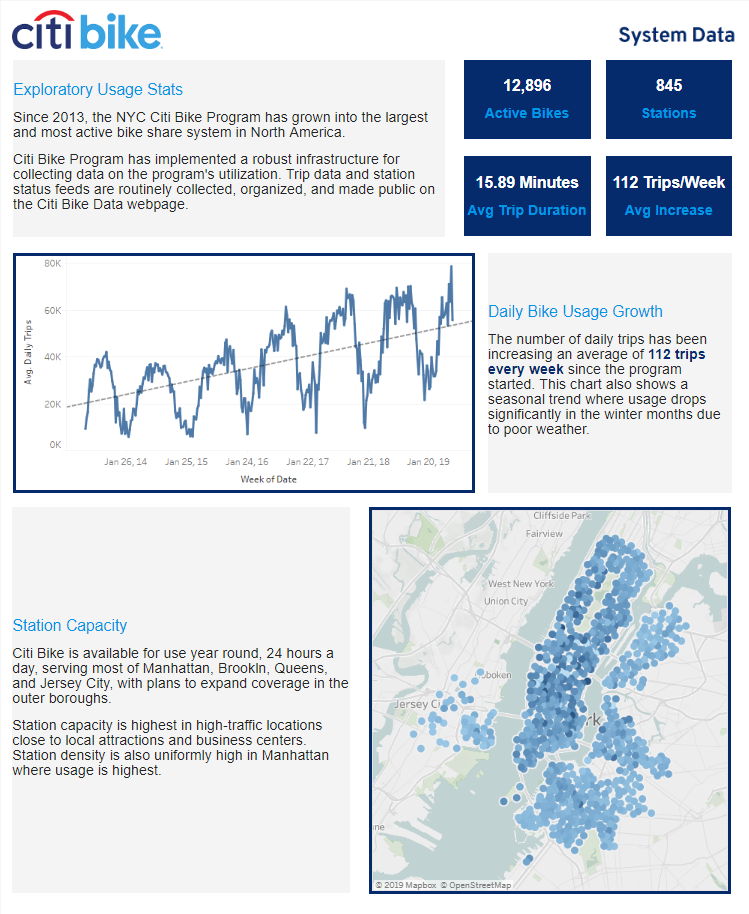 citi bike
System Data
Exploratory Usage Stats
Since 2013, the NYC Citi Bike Program has grown into the largest
and most active bike share system in North America.
Citi Bike Program has implemented a robust infrastructure for
collecting data on the program's utilization. Trip data and station
status feeds are routinely collected, organized, and made public on
the Citi Bike Data webpage.
12,896
Active Bikes
845
Stations
15.89 Minutes
Avg Trip Duration
112 Trips/Week
Avg Increase
80K
60K
40K
20K
0K
Avg. Daily Trips
Jan 26, 14
Jan 25, 15
Jan 24, 16
Jan 22, 17
Jan 21, 18
Jan 20, 19
Week of Date
Daily Bike Usage Growth
The number of daily trips has been
increasing an average of 112 trips
every week since the program
started. This chart also shows a
seasonal trend where usage drops
significantly in the winter months due
to poor weather.
Station Capacity
Citi Bike is available for use year round, 24 hours a
day, serving most of Manhattan, Brookln, Queens,
and Jersey City, with plans to expand coverage in the
outer boroughs.
Station capacity is highest in high-traffic locations
close to local attractions and business centers.
Station density is also uniformly high in Manhattan
where usage is highest.
Cliffside Park
Fairview
West New York
Union City
oboken
Jersey Ci
rk
ne
© 2019 Mapbox © OpenStreetMap